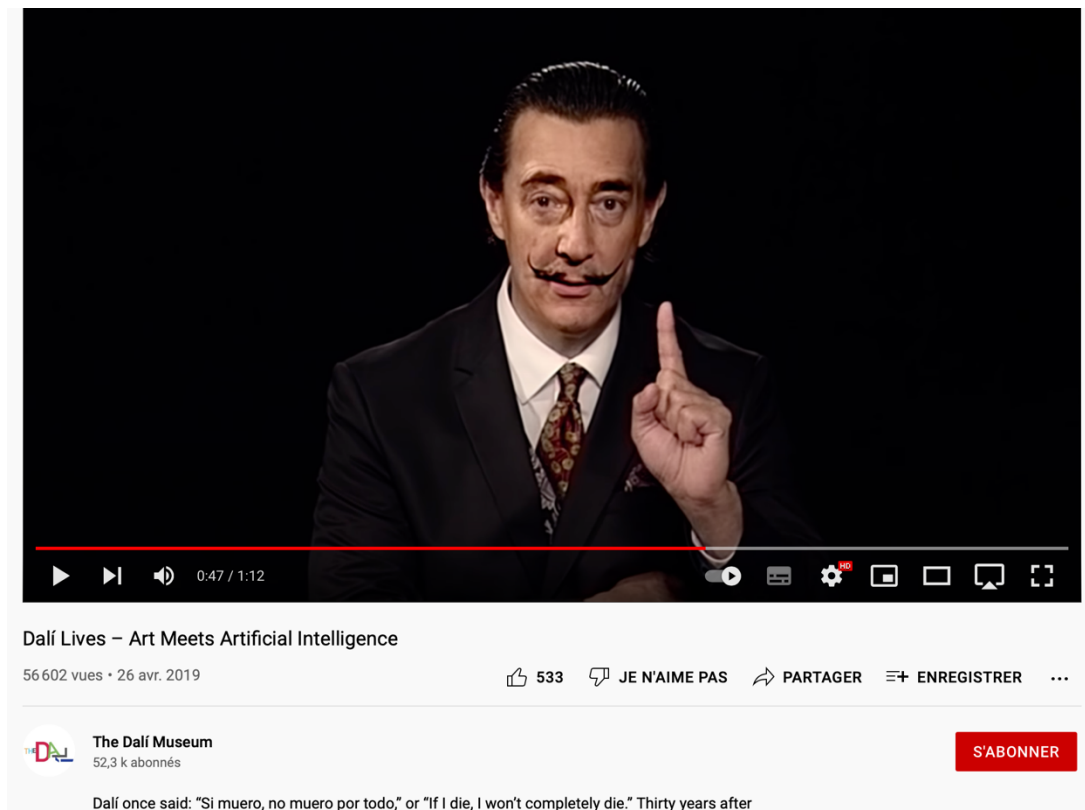 HD
0:47 / 1:12
Dalí Lives – Art Meets Artificial Intelligence
56 602 vues • 26 avr. 2019
533 JE N'AIME PAS PARTAGER ENREGISTRER ...
THE DALÍ
The Dalí Museum
52,3 k abonnés
S'ABONNER
Dalí once said: “Si muero, no muero por todo,” or “If I die, I won’t completely die.” Thirty years after